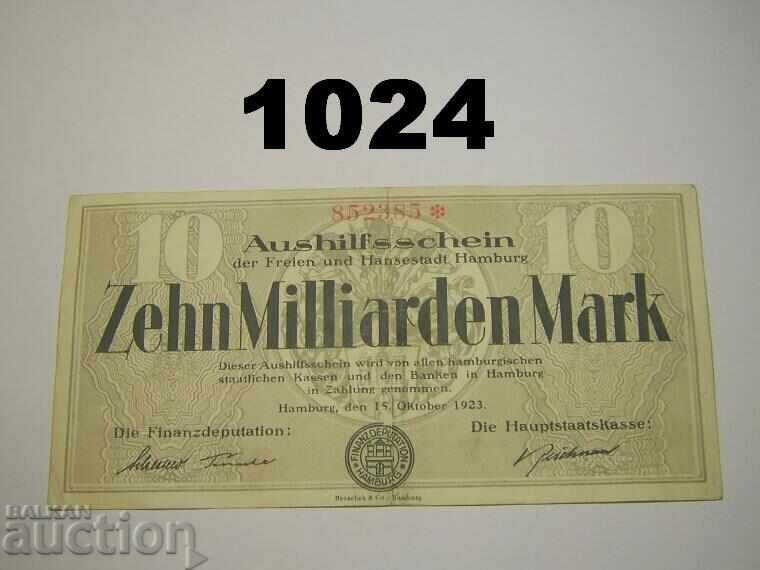 1024
852385 *
10 10
Aushilfsschein
der Freien und Hansestadt Hamburg
Zehn Milliarden Mark
Dieser Aushilfsschein wird von allen hamburgischen
staatlichen Kassen und den Banken in Hamburg
in Zahlung genommen.
Hamburg, den 15. Oktober 1923.
Die Finanzdeputation: Die Hauptstaatskasse:
FINANZDEPUTATION
HAMBURG
& Co., Hamburg
BALKAN
auction